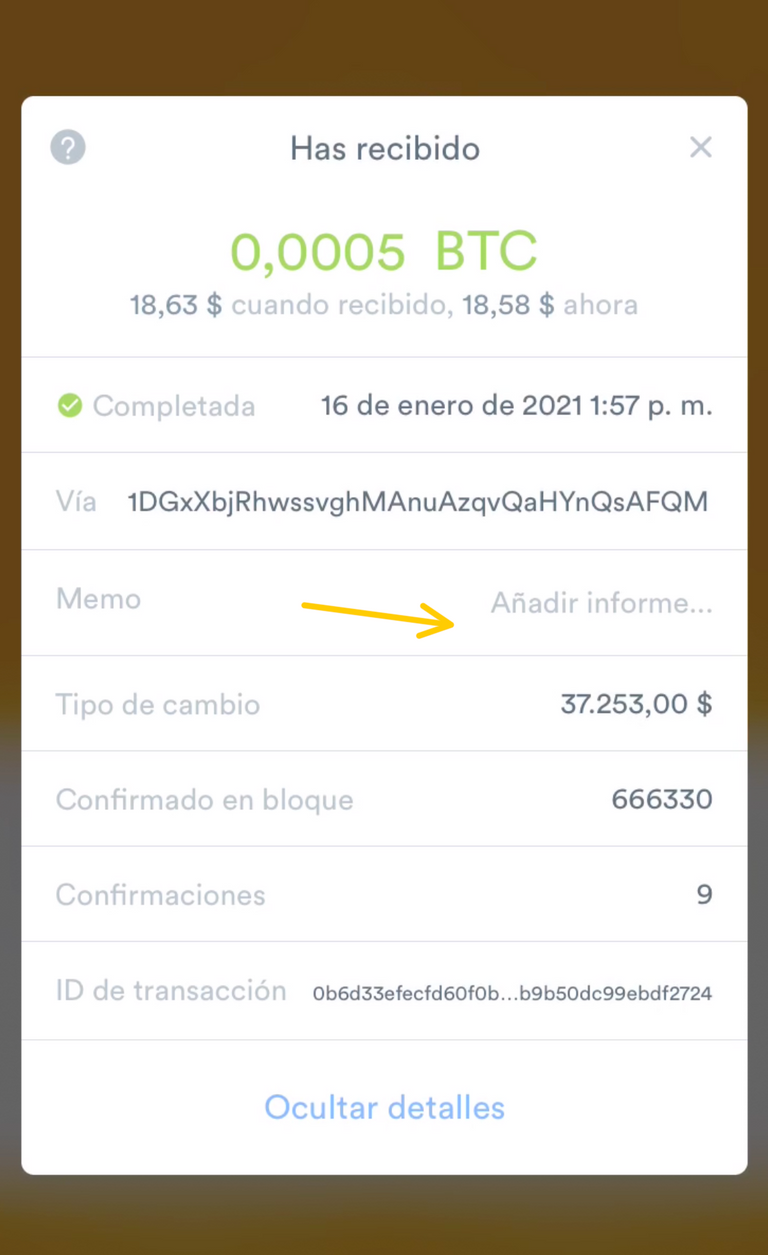 ?
Has recibido
0,0005 BTC
18,63 $ cuando recibido, 18,58 $ ahora
Completada 16 de enero de 2021 1:57 p. m.
Vía 1DGxXbjRhwssvghMAnuAzqvQaHYnQsAFQM
Memo Añadir informe...
Tipo de cambio 37.253,00 $
Confirmado en bloque 666330
Confirmaciones 9
ID de transacción 0b6d33efecfd60f0b...b9b50dc99ebdf2724
Ocultar detalles